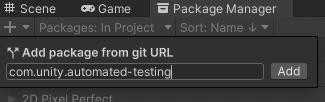 Scene Game Package Manager
+ Packages: In Project Sort: Name ↓
Add package from git URL
com.unity.automated-testing Add
2D Pixel Perfect